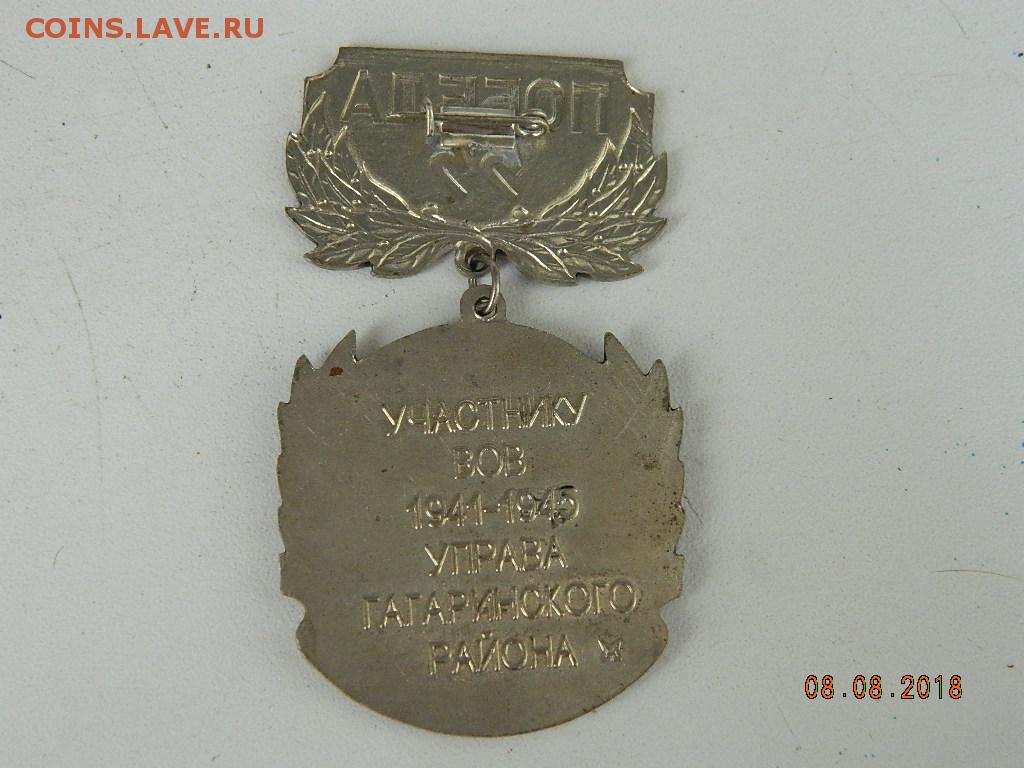 COINS.LAVE.RU
ПОБЕДА
УЧАСТНИКУ
ВОВ
1941-1945
УПРАВА
ГАГАРИНСКОГО
РАЙОНА
08.08.2018